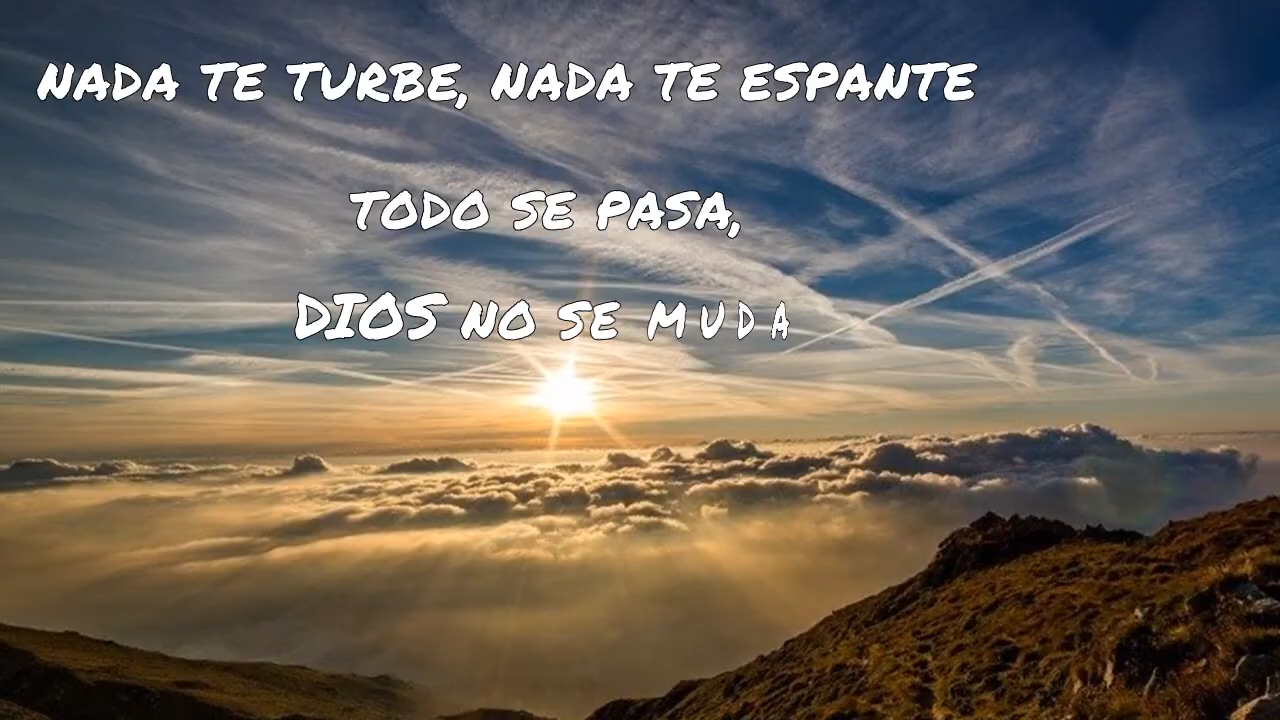 NADA TE TURBE, NADA TE ESPANTE
TODO SE PASA,
DIOS NO SE MUDA